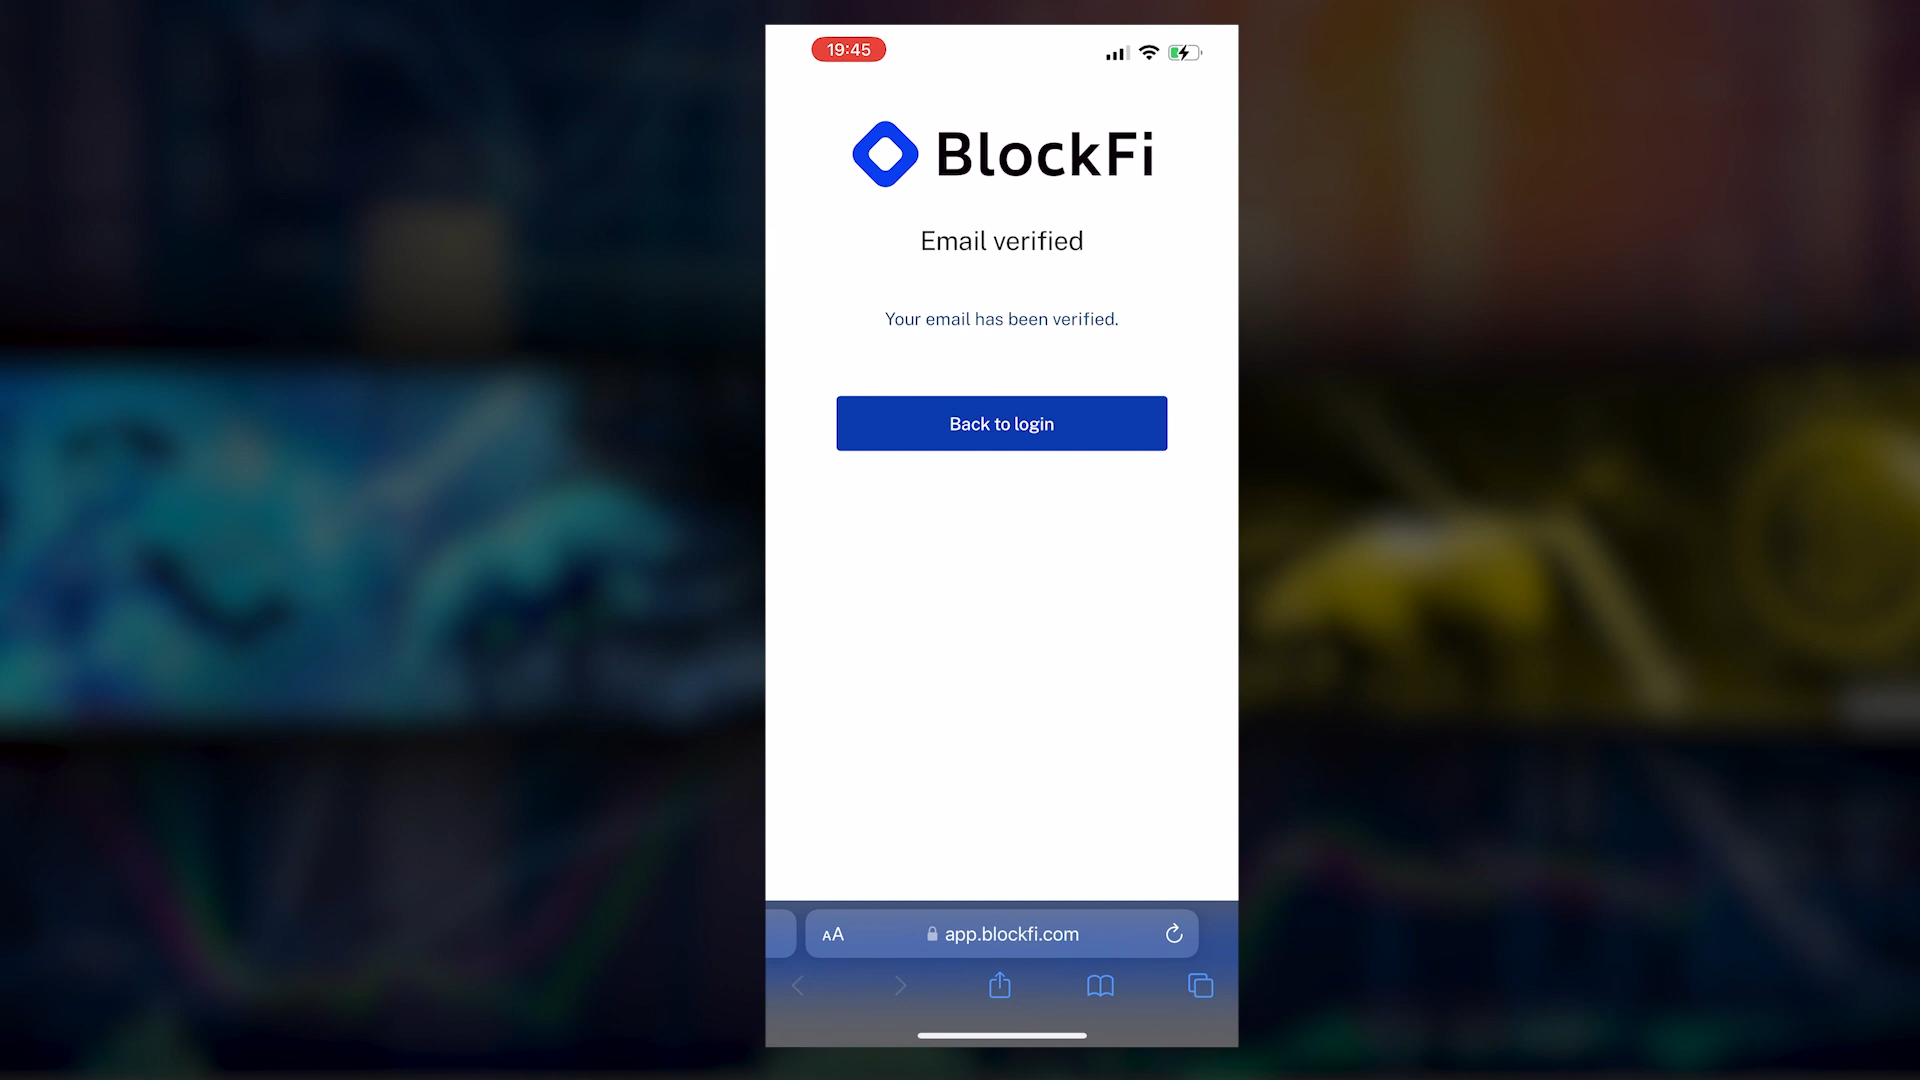 19:45
BlockFi
Email verified
Your email has been verified.
Back to login
AA
app.blockfi.com